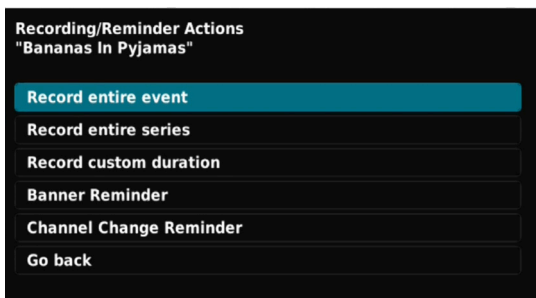 Recording/Reminder Actions
"Bananas In Pyjamas"
Record entire event
Record entire series
Record custom duration
Banner Reminder
Channel Change Reminder
Go back